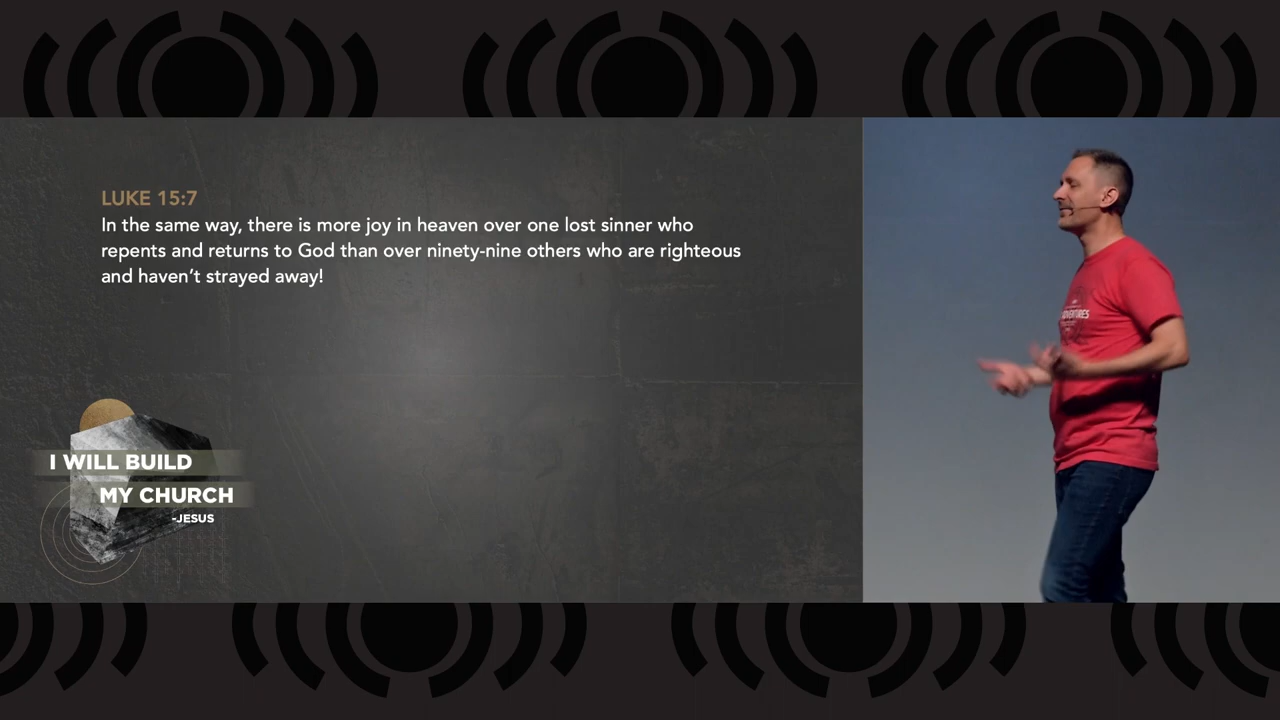 LUKE 15:7
In the same way, there is more joy in heaven over one lost sinner who
repents and returns to God than over ninety-nine others who are righteous
and haven’t strayed away!
I WILL BUILD
MY CHURCH
-JESUS